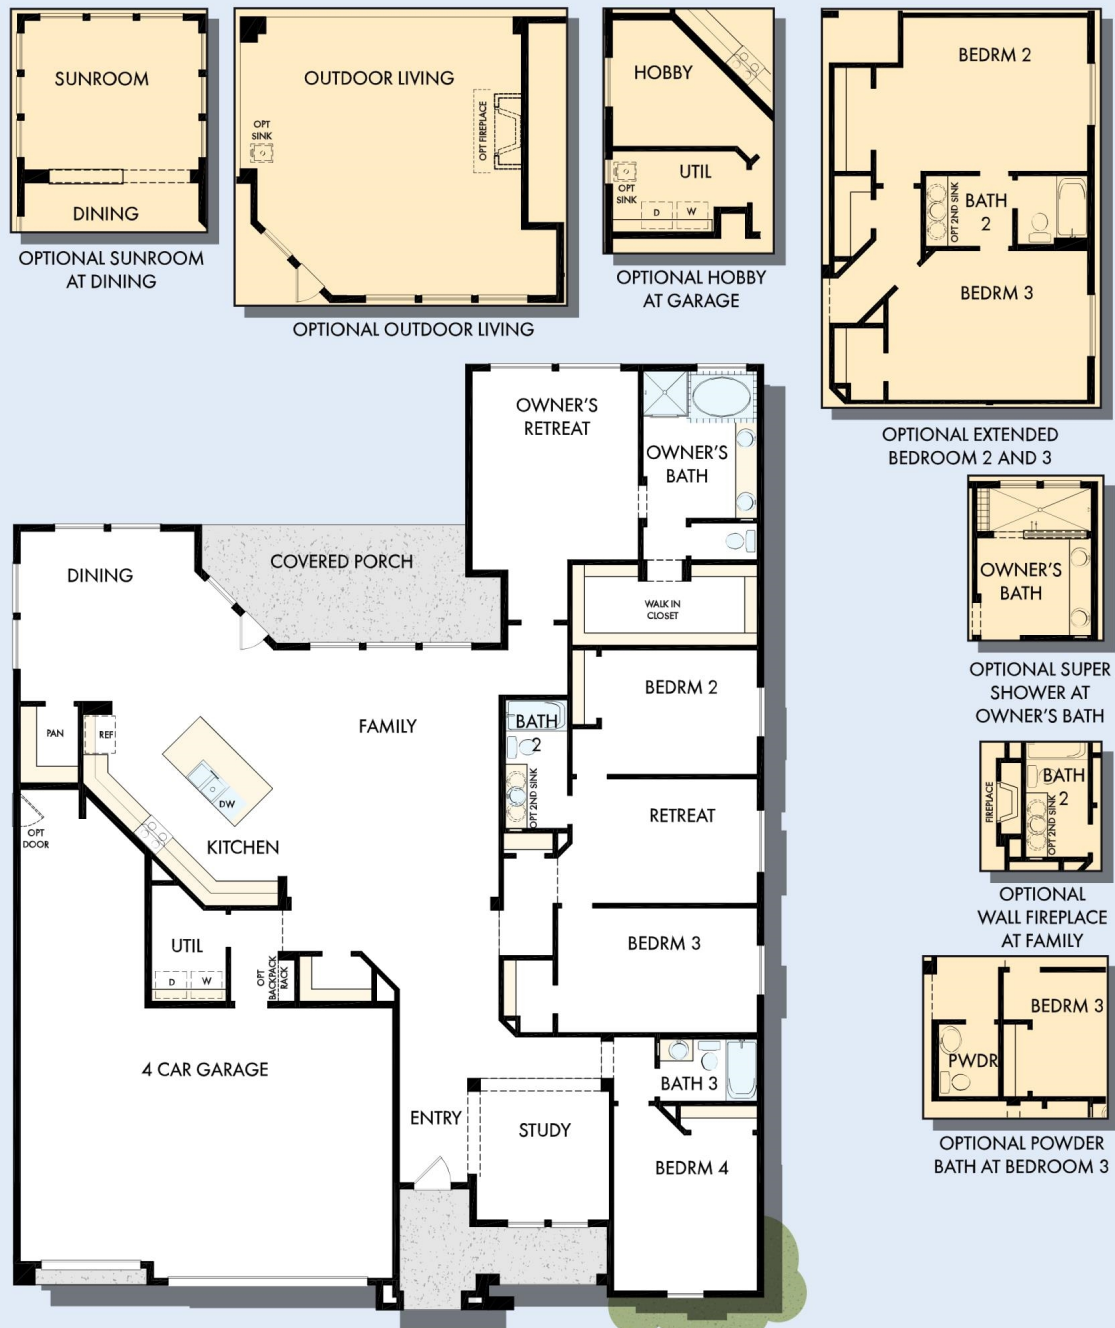 SUNROOM
DINING
OPTIONAL SUNROOM
AT DINING
OUTDOOR LIVING
OPT
SINK
OPT FIREPLACE
OPTIONAL OUTDOOR LIVING
HOBBY
UTIL
OPT
SINK
D
W
OPTIONAL HOBBY
AT GARAGE
BEDRM 2
BATH
2
OPT 2ND SINK
BEDRM 3
OPTIONAL EXTENDED
BEDROOM 2 AND 3
OWNER'S
RETREAT
OWNER'S
BATH
WALK IN
CLOSET
DINING
COVERED PORCH
PAN
REF
FAMILY
DW
KITCHEN
OPT
DOOR
BEDRM 2
BATH
2
OPT 2ND SINK
RETREAT
BEDRM 3
UTIL
D
W
OPT
BACKPACK
RACK
4 CAR GARAGE
ENTRY
STUDY
BATH 3
BEDRM 4
OWNER'S
BATH
OPTIONAL SUPER
SHOWER AT
OWNER'S BATH
FIREPLACE
BATH
2
OPT 2ND SINK
OPTIONAL
WALL FIREPLACE
AT FAMILY
BEDRM 3
PWDR
OPTIONAL POWDER
BATH AT BEDROOM 3